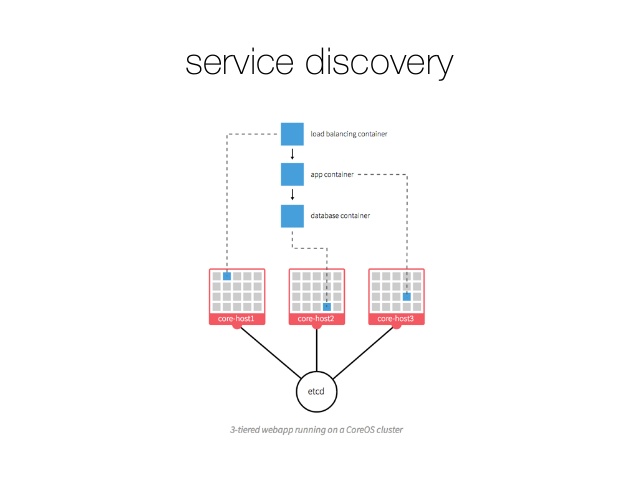 service discovery
load balancing container
app container
database container
core-host1
core-host2
core-host3
etcd
3-tiered webapp running on a CoreOS cluster